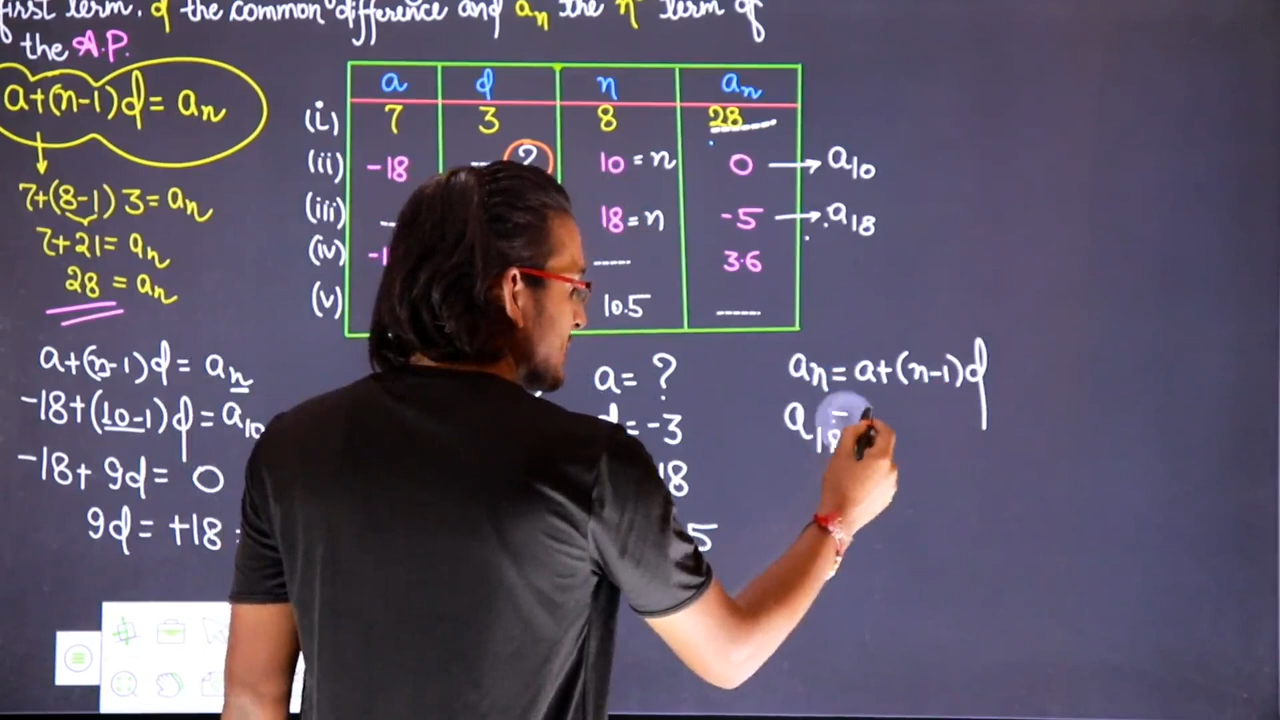 first term, d the common difference and an the nth term of
the A.P.
a+(n-1)d = an
7+(8-1) 3 = an
7+21 = an
28 = an
a d n an
(i) 7 3 8 28
(ii) -18 ? 10 = n 0 → a10
(iii) 18 = n -5 → a18
(iv) 3.6
(v) 10.5
a+(n-1)d = an
-18+(10-1)d = a10
-18+ 9d = 0
9d = +18
a = ?
= -3
18
5
an = a+(n-1)d
a18 =